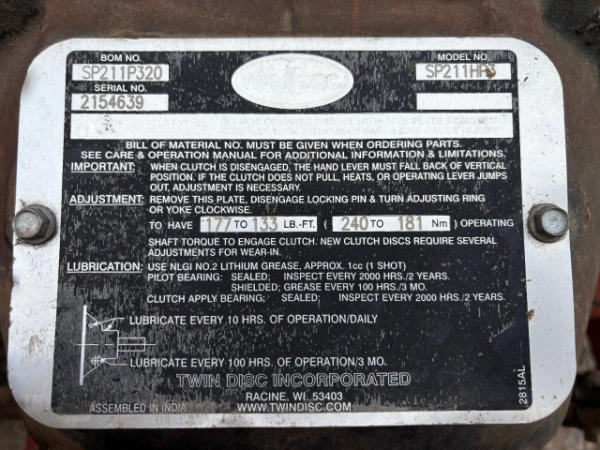 BOM NO.
SP211P320
MODEL NO.
SP211HP3
SERIAL NO.
2154639
BILL OF MATERIAL NO. MUST BE GIVEN WHEN ORDERING PARTS.
SEE CARE & OPERATION MANUAL FOR ADDITIONAL INFORMATION & LIMITATIONS.
IMPORTANT: WHEN CLUTCH IS DISENGAGED, THE HAND LEVER MUST FALL BACK OF VERTICAL
POSITION. IF THE CLUTCH DOES NOT PULL, HEATS, OR OPERATING LEVER JUMPS
OUT, ADJUSTMENT IS NECESSARY.
ADJUSTMENT: REMOVE THIS PLATE, DISENGAGE LOCKING PIN & TURN ADJUSTING RING
OR YOKE CLOCKWISE.
TO HAVE 177 TO 133 LB.-FT. ( 240 TO 181 Nm ) OPERATING
SHAFT TORQUE TO ENGAGE CLUTCH. NEW CLUTCH DISCS REQUIRE SEVERAL
ADJUSTMENTS FOR WEAR-IN.
LUBRICATION: USE NLGI NO.2 LITHIUM GREASE, APPROX. 1cc (1 SHOT)
PILOT BEARING: SEALED; INSPECT EVERY 2000 HRS./2 YEARS.
SHIELDED; GREASE EVERY 100 HRS./3 MO.
CLUTCH APPLY BEARING; SEALED; INSPECT EVERY 2000 HRS./2 YEARS.
LUBRICATE EVERY 10 HRS. OF OPERATION/DAILY
LUBRICATE EVERY 100 HRS. OF OPERATION/3 MO.
TWIN DISC INCORPORATED
RACINE, WI. 53403
ASSEMBLED IN INDIA
WWW.TWINDISC.COM
2815AL